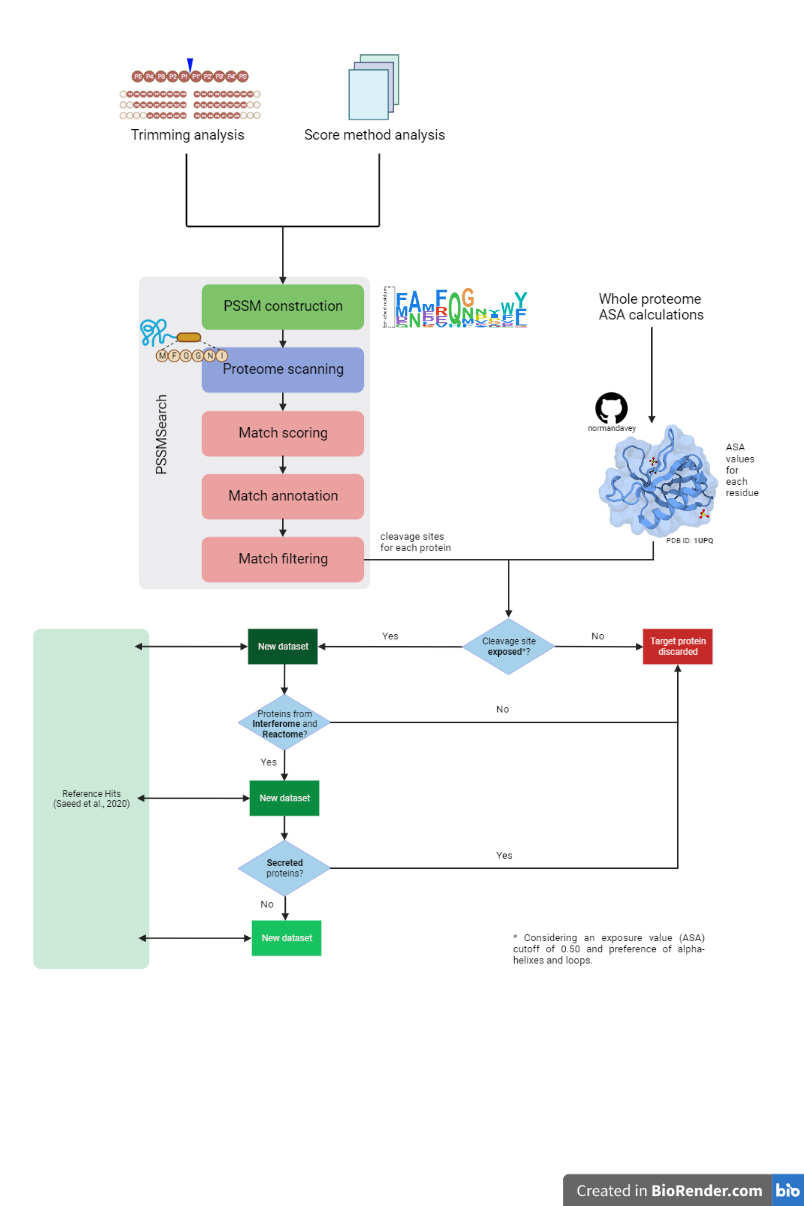 P5 P4 P3 P2 P1 P1' P2' P3' P4' P5'
Trimming analysis
Score method analysis
PSSM construction
Whole proteome
ASA calculations
M F Q G N I
Proteome scanning
normandavey
PSSMSearch
Match scoring
ASA
values
for
each
residue
Match annotation
PDB ID: 1UPQ
cleavage sites
for each protein
Match filtering
Yes
Cleavage site
exposed*?
No
New dataset
Target protein
discarded
Proteins from
Interferome and
Reactome?
No
Yes
Reference Hits
(Saeed et al., 2020)
New dataset
Secreted
proteins?
Yes
No
New dataset
* Considering an exposure value (ASA)
cutoff of 0.50 and preference of alpha-
helixes and loops.
Created in BioRender.com bio